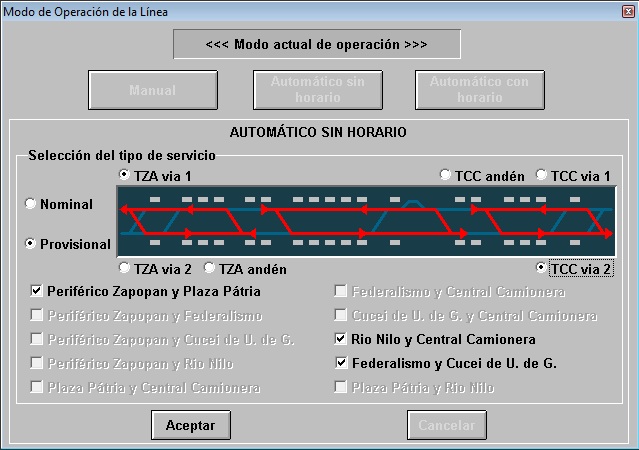 Modo de Operación de la Línea
<<< Modo actual de operación >>>
Manual
Automático sin
horario
Automático con
horario
AUTOMÁTICO SIN HORARIO
Selección del tipo de servicio
TZA via 1
TCC andén
TCC via 1
Nominal
Provisional
TZA via 2
TZA andén
TCC via 2
Periférico Zapopan y Plaza Pátria
Federalismo y Central Camionera
Periférico Zapopan y Federalismo
Cucei de U. de G. y Central Camionera
Periférico Zapopan y Cucei de U. de G.
Rio Nilo y Central Camionera
Periférico Zapopan y Rio Nilo
Federalismo y Cucei de U. de G.
Plaza Pátria y Central Camionera
Plaza Pátria y Rio Nilo
Aceptar
Cancelar